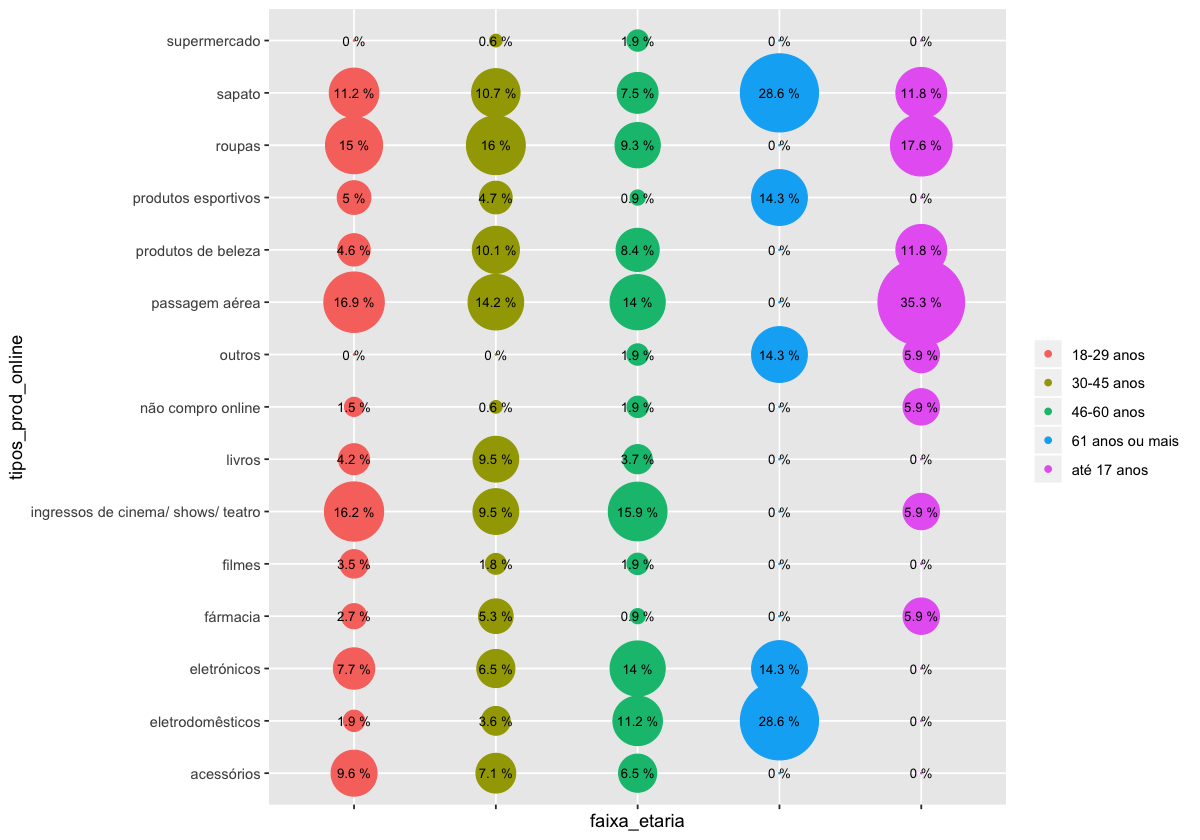 supermercado 0 % 0.6 % 1.9 % 0 % 0 %
sapato 11.2 % 10.7 % 7.5 % 28.6 % 11.8 %
roupas 15 % 16 % 9.3 % 0 % 17.6 %
produtos esportivos 5 % 4.7 % 0.9 % 14.3 % 0 %
produtos de beleza 4.6 % 10.1 % 8.4 % 0 % 11.8 %
passagem aérea 16.9 % 14.2 % 14 % 0 % 35.3 %
outros 0 % 0 % 1.9 % 14.3 % 5.9 %
não compro online 1.5 % 0.6 % 1.9 % 0 % 5.9 %
livros 4.2 % 9.5 % 3.7 % 0 % 0 %
ingressos de cinema/ shows/ teatro 16.2 % 9.5 % 15.9 % 0 % 5.9 %
filmes 3.5 % 1.8 % 1.9 % 0 % 0 %
fármacia 2.7 % 5.3 % 0.9 % 0 % 5.9 %
eletrónicos 7.7 % 6.5 % 14 % 14.3 % 0 %
eletrodomêsticos 1.9 % 3.6 % 11.2 % 28.6 % 0 %
acessórios 9.6 % 7.1 % 6.5 % 0 % 0 %
tipos_prod_online
faixa_etaria
18-29 anos
30-45 anos
46-60 anos
61 anos ou mais
até 17 anos